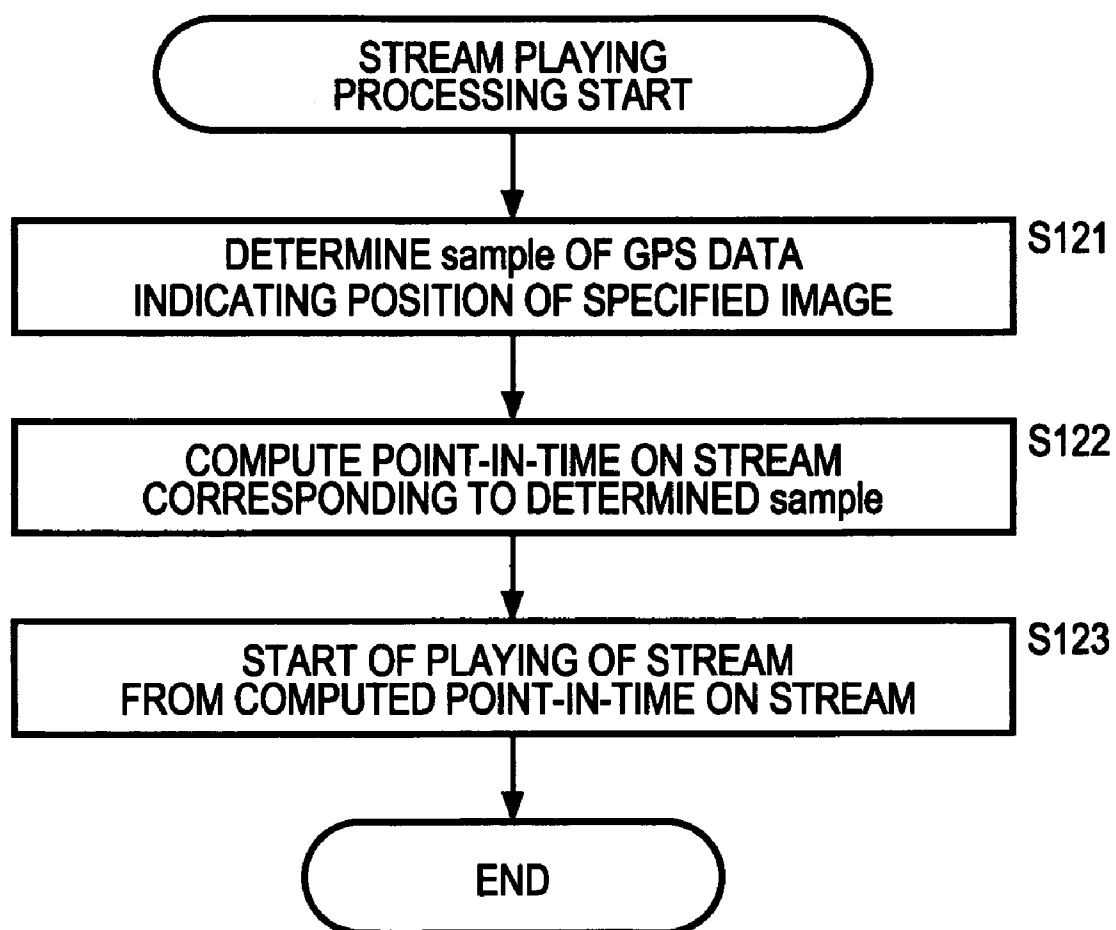 STREAM PLAYING
PROCESSING START
S121
DETERMINE sample OF GPS DATA
INDICATING POSITION OF SPECIFIED IMAGE
S122
COMPUTE POINT-IN-TIME ON STREAM
CORRESPONDING TO DETERMINED sample
S123
START OF PLAYING OF STREAM
FROM COMPUTED POINT-IN-TIME ON STREAM
END